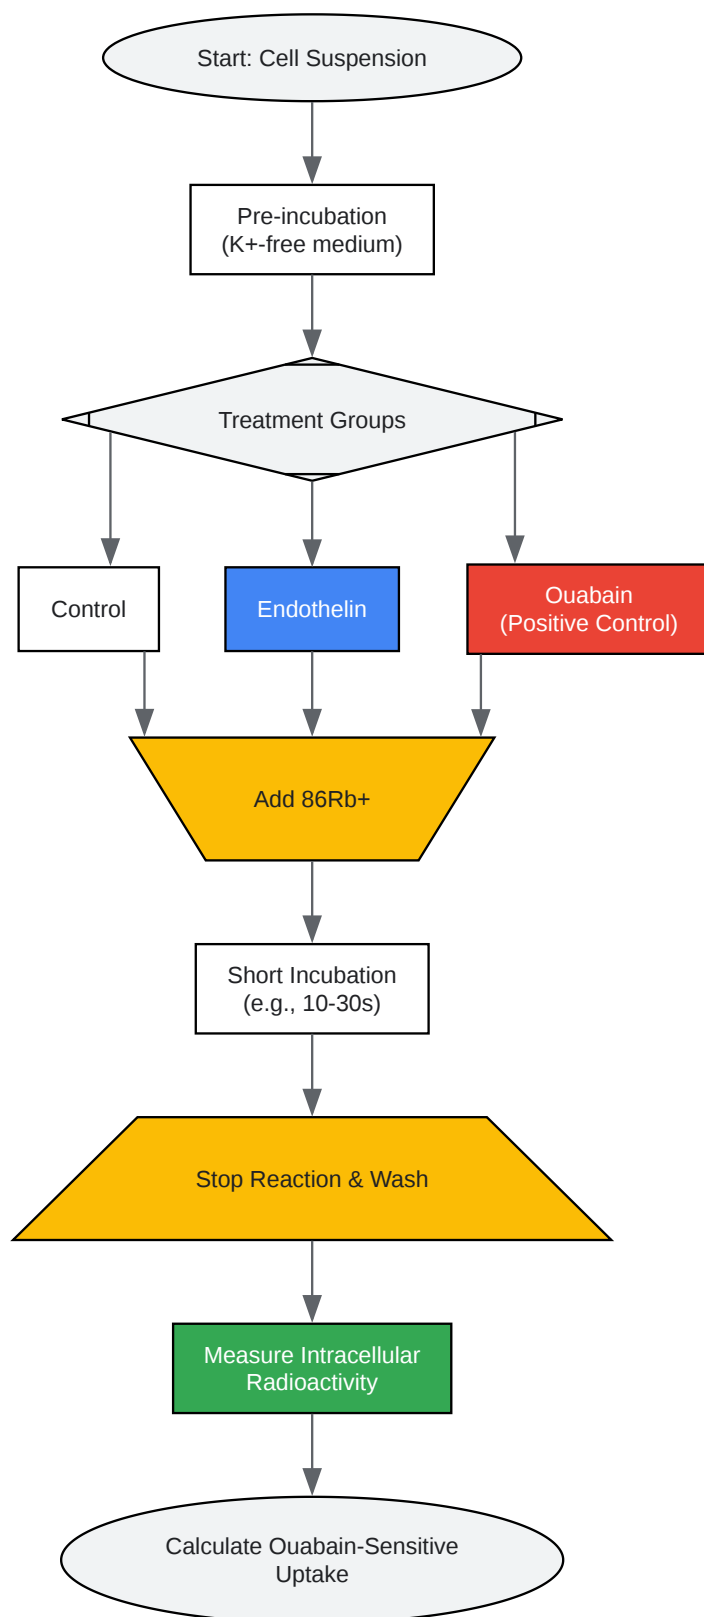 Start: Cell Suspension
Pre-incubation
(K+-free medium)
Treatment Groups
Control
Endothelin
Ouabain
(Positive Control)
Add 86Rb+
Short Incubation
(e.g., 10-30s)
Stop Reaction & Wash
Measure Intracellular
Radioactivity
Calculate Ouabain-Sensitive
Uptake